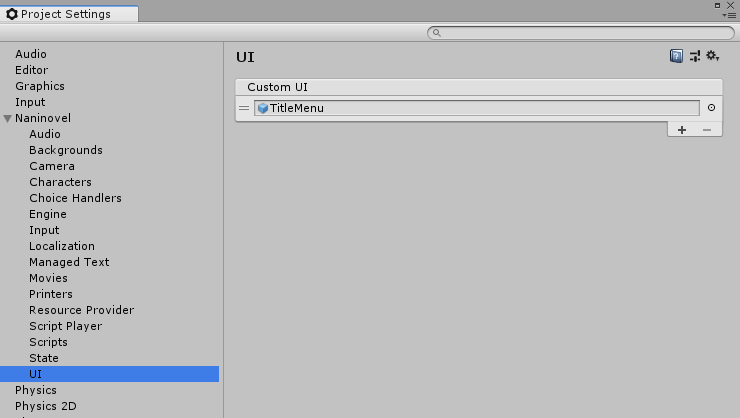 Project Settings
Audio
Editor
Graphics
Input
Naninovel
Audio
Backgrounds
Camera
Characters
Choice Handlers
Engine
Input
Localization
Managed Text
Movies
Printers
Resource Provider
Script Player
Scripts
State
UI
Physics
Physics 2D
UI
Custom UI
TitleMenu